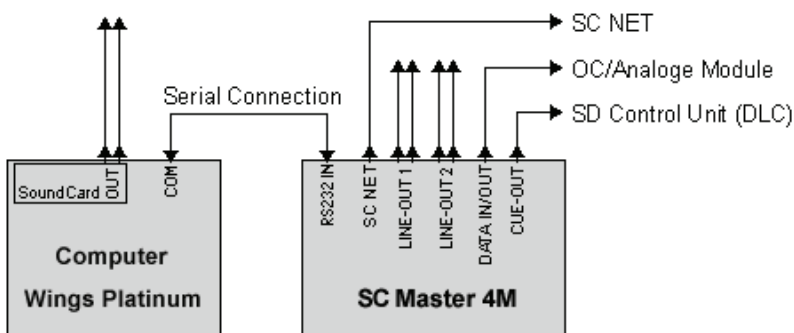 SC NET
OC/Analoge Module
Serial Connection
SD Control Unit (DLC)
SoundCard
OUT
COM
RS232 IN
SC NET
LINE-OUT 1
LINE-OUT 2
DATA IN/OUT
CUE-OUT
Computer
Wings Platinum
SC Master 4M